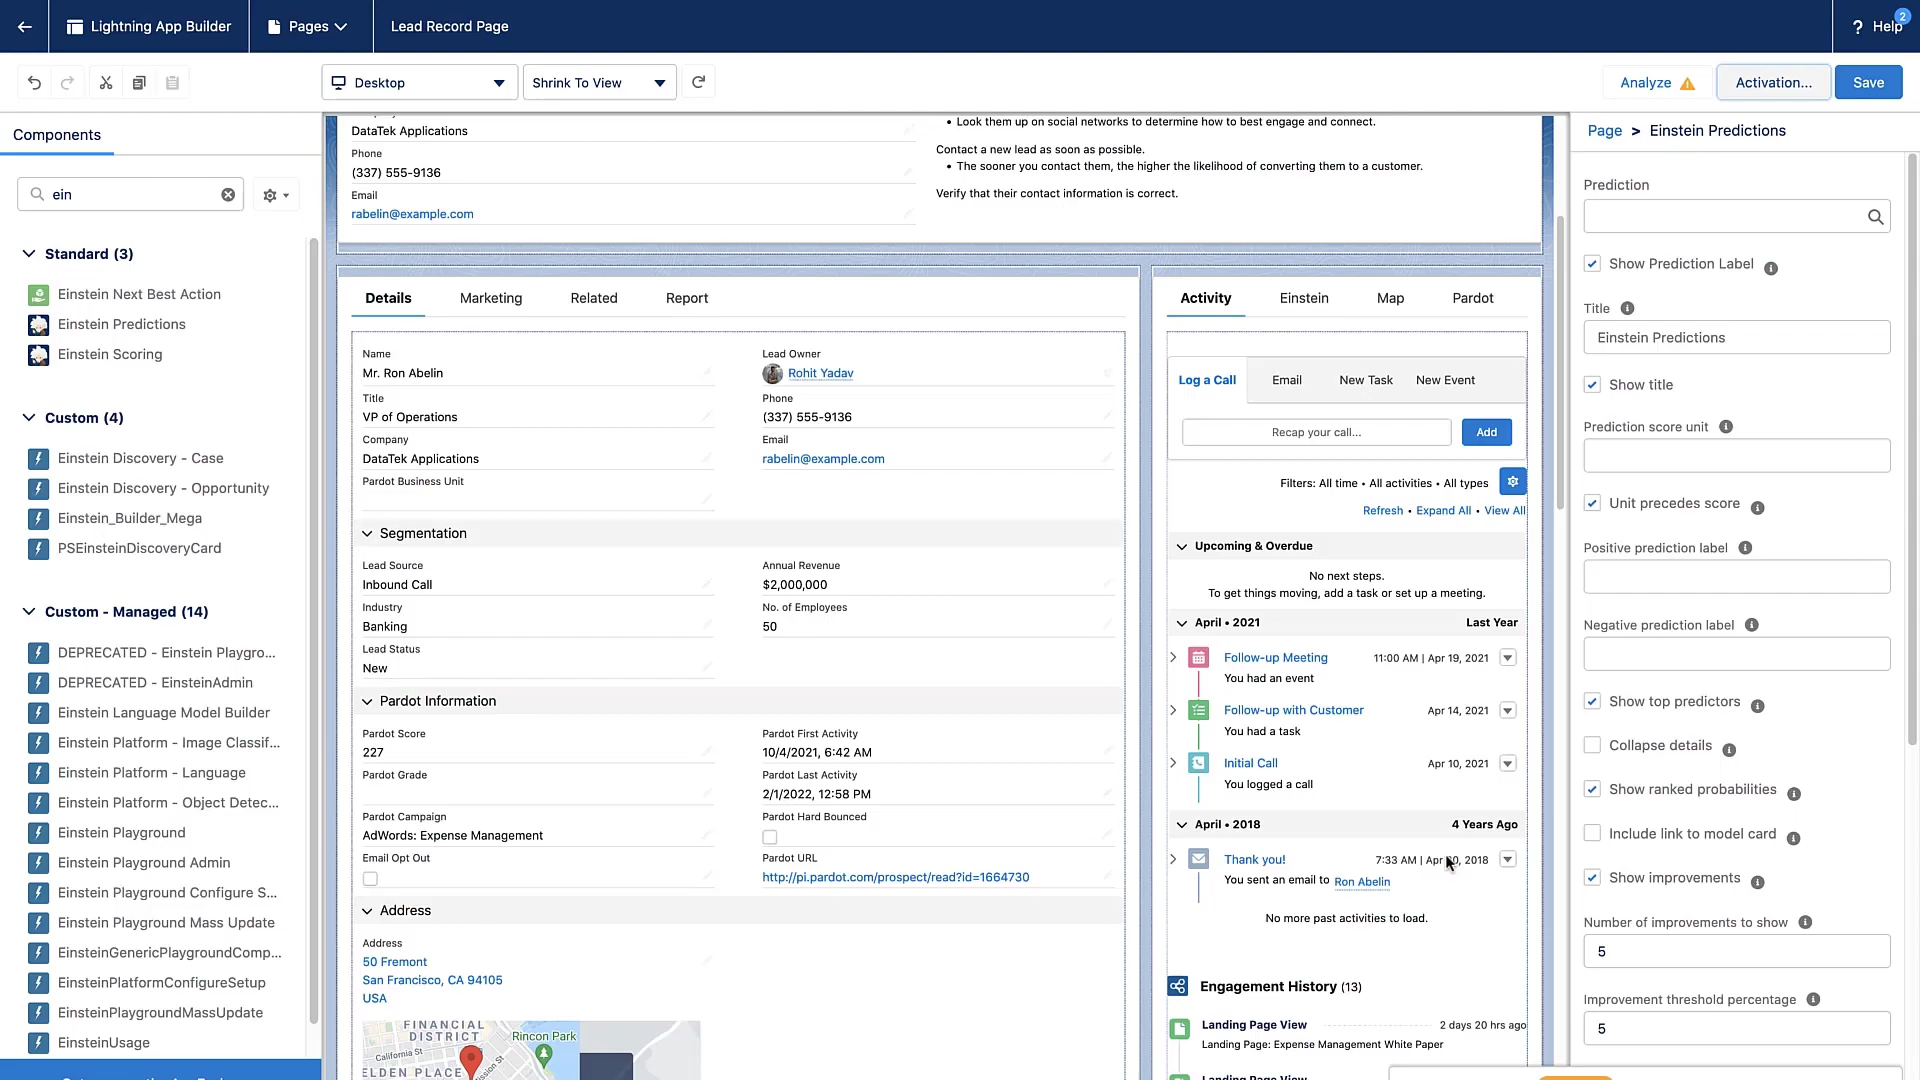 Lightning App Builder
Pages
Lead Record Page
? Help
2
Desktop
Shrink To View
Analyze
Activation...
Save
Components
ein
Standard (3)
Einstein Next Best Action
Einstein Predictions
Einstein Scoring
Custom (4)
Einstein Discovery - Case
Einstein Discovery - Opportunity
Einstein_Builder_Mega
PSEinsteinDiscoveryCard
Custom - Managed (14)
DEPRECATED - Einstein Playgro...
DEPRECATED - EinsteinAdmin
Einstein Language Model Builder
Einstein Platform - Image Classif...
Einstein Platform - Language
Einstein Platform - Object Detec...
Einstein Playground
Einstein Playground Admin
Einstein Playground Configure S...
Einstein Playground Mass Update
EinsteinGenericPlaygroundComp...
EinsteinPlatformConfigureSetup
EinsteinPlaygroundMassUpdate
EinsteinUsage
DataTek Applications
Phone
(337) 555-9136
Email
rabelin@example.com
• Look them up on social networks to determine how to best engage and connect.
Contact a new lead as soon as possible.
• The sooner you contact them, the higher the likelihood of converting them to a customer.
Verify that their contact information is correct.
Details
Marketing
Related
Report
Name
Mr. Ron Abelin
Lead Owner
Rohit Yadav
Title
VP of Operations
Phone
(337) 555-9136
Company
DataTek Applications
Email
rabelin@example.com
Pardot Business Unit
Segmentation
Lead Source
Inbound Call
Annual Revenue
$2,000,000
Industry
Banking
No. of Employees
50
Lead Status
New
Pardot Information
Pardot Score
227
Pardot First Activity
10/4/2021, 6:42 AM
Pardot Grade
Pardot Last Activity
2/1/2022, 12:58 PM
Pardot Campaign
AdWords: Expense Management
Pardot Hard Bounced
Email Opt Out
Pardot URL
http://pi.pardot.com/prospect/read?id=1664730
Address
Address
50 Fremont
San Francisco, CA 94105
USA
FINANCIAL
DISTRICT
California St
Rincon Park
ELDEN PLACE
Activity
Einstein
Map
Pardot
Log a Call
Email
New Task
New Event
Recap your call...
Add
Filters: All time • All activities • All types
Refresh • Expand All • View All
Upcoming & Overdue
No next steps.
To get things moving, add a task or set up a meeting.
April • 2021
Last Year
Follow-up Meeting
11:00 AM | Apr 19, 2021
You had an event
Follow-up with Customer
Apr 14, 2021
You had a task
Initial Call
Apr 10, 2021
You logged a call
April • 2018
4 Years Ago
Thank you!
7:33 AM | Apr 0, 2018
You sent an email to Ron Abelin
No more past activities to load.
Engagement History (13)
Landing Page View
2 days 20 hrs ago
Landing Page: Expense Management White Paper
Landing Page View
Page > Einstein Predictions
Prediction
Show Prediction Label
Title
Einstein Predictions
Show title
Prediction score unit
Unit precedes score
Positive prediction label
Negative prediction label
Show top predictors
Collapse details
Show ranked probabilities
Include link to model card
Show improvements
Number of improvements to show
5
Improvement threshold percentage
5